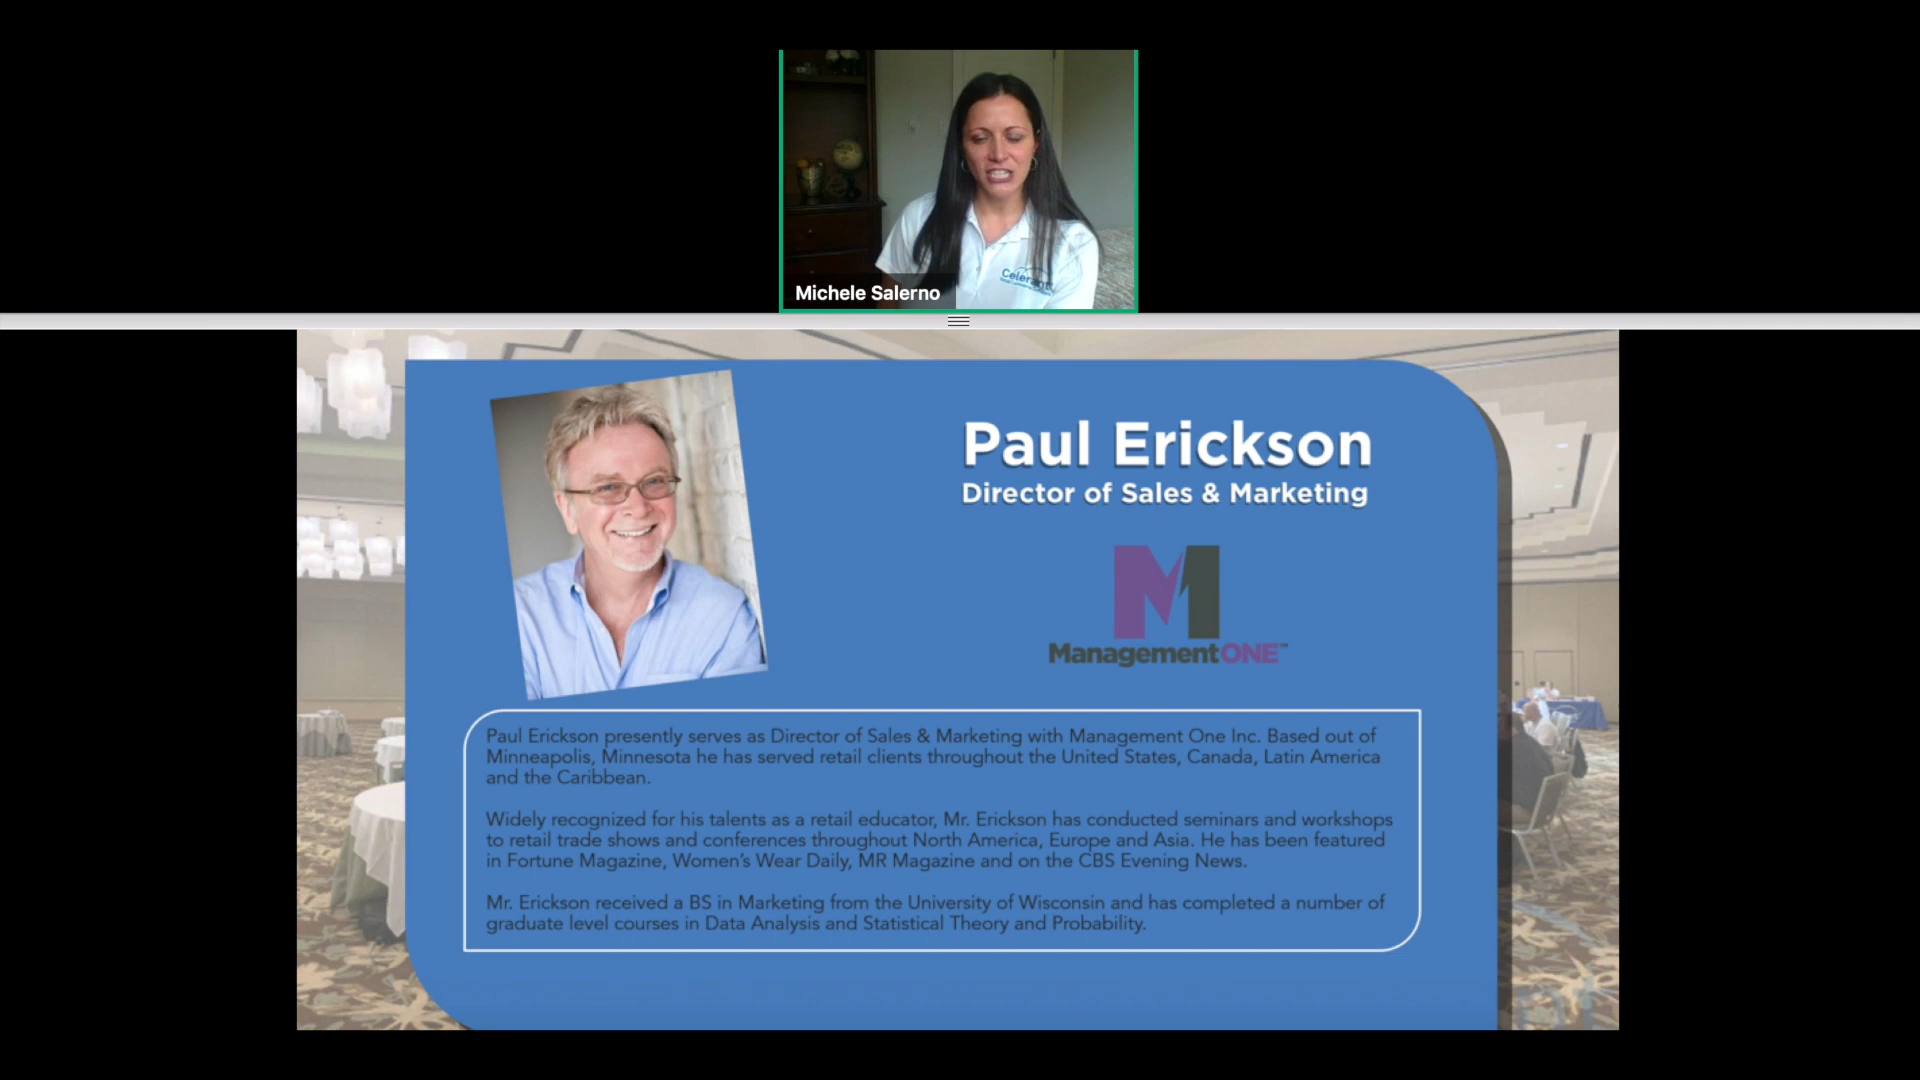 Celerant
Michele Salerno
Paul Erickson
Director of Sales & Marketing
M
ManagementONE™
Paul Erickson presently serves as Director of Sales & Marketing with Management One Inc. Based out of
Minneapolis, Minnesota he has served retail clients throughout the United States, Canada, Latin America
and the Caribbean.
Widely recognized for his talents as a retail educator, Mr. Erickson has conducted seminars and workshops
to retail trade shows and conferences throughout North America, Europe and Asia. He has been featured
in Fortune Magazine, Women's Wear Daily, MR Magazine and on the CBS Evening News.
Mr. Erickson received a BS in Marketing from the University of Wisconsin and has completed a number of
graduate level courses in Data Analysis and Statistical Theory and Probability.